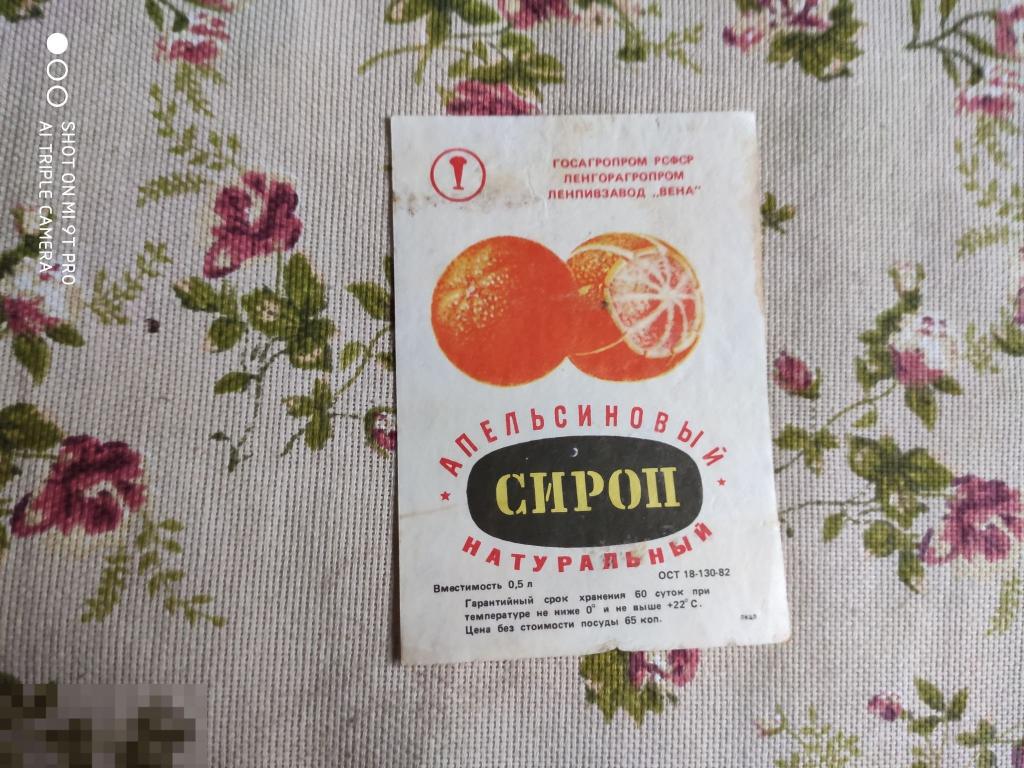 SHOT ON MI 9T PRO
AI TRIPLE CAMERA
ГОСАГРОПРОМ РСФСР
ЛЕНГОРАГРОПРОМ
ЛЕНПИВЗАВОД „ВЕНА"
АПЕЛЬСИНОВЫЙ
СИРОП
НАТУРАЛЬНЫЙ
Вместимость 0,5 л ОСТ 18-130-82
Гарантийный срок хранения 60 суток при
температуре не ниже 0° и не выше +22°С.
Цена без стоимости посуды 65 коп.